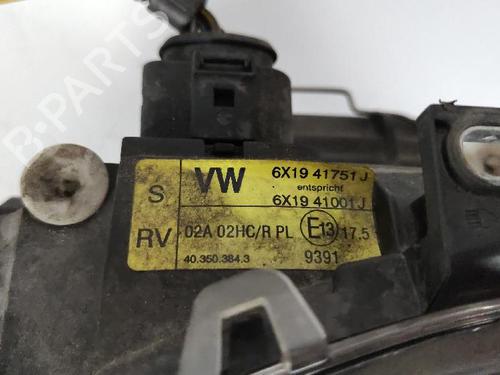 VW
6X19 41751 J
entspricht
6X19 41001 J
S
RV
02A 02HC/R PL
E13
17.5
40.350.384.3
9391
B-PARTS